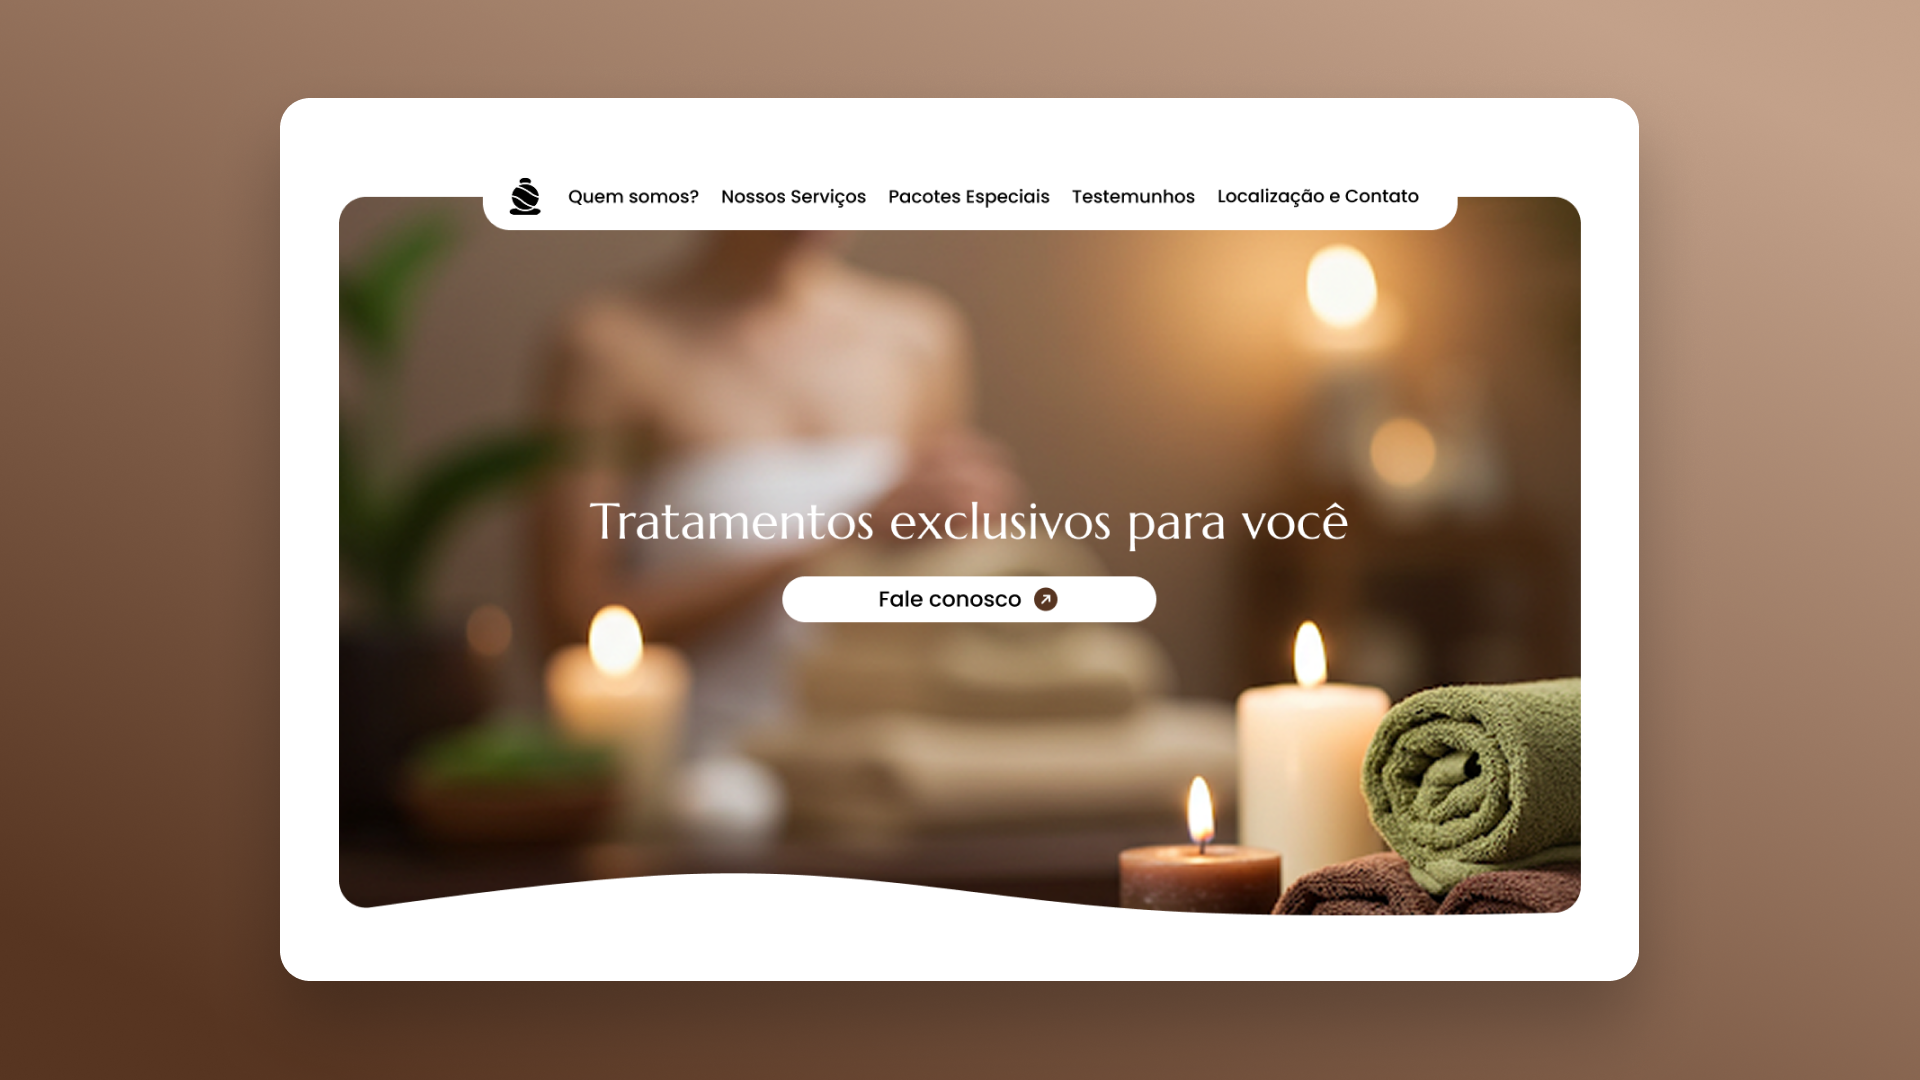 Quem somos? Nossos Serviços Pacotes Especiais Testemunhos Localização e Contato
Tratamentos exclusivos para você
Fale conosco